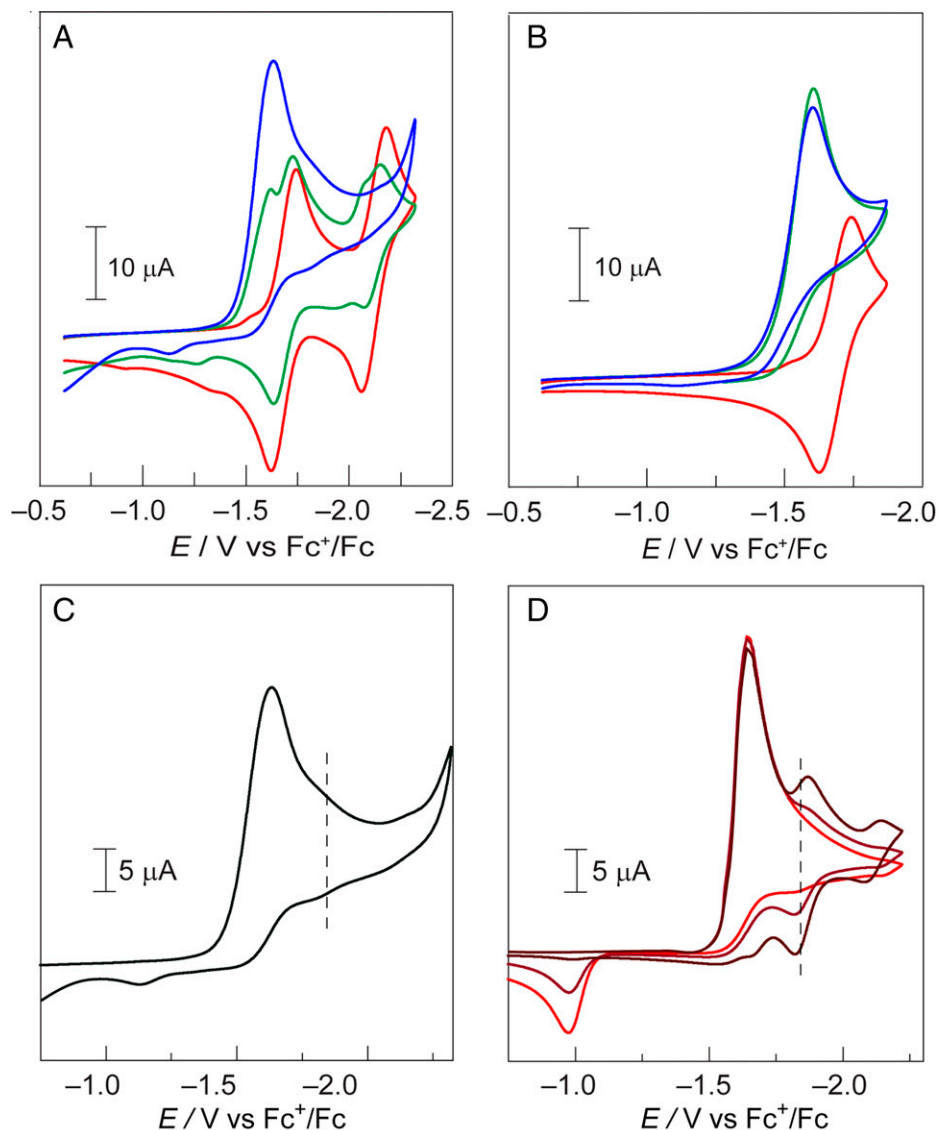 A
10 μA
–0.5 –1.0 –1.5 –2.0 –2.5
E / V vs Fc⁺/Fc
B
10 μA
–0.5 –1.0 –1.5 –2.0
E / V vs Fc⁺/Fc
C
5 μA
–1.0 –1.5 –2.0
E / V vs Fc⁺/Fc
D
5 μA
–1.0 –1.5 –2.0
E / V vs Fc⁺/Fc